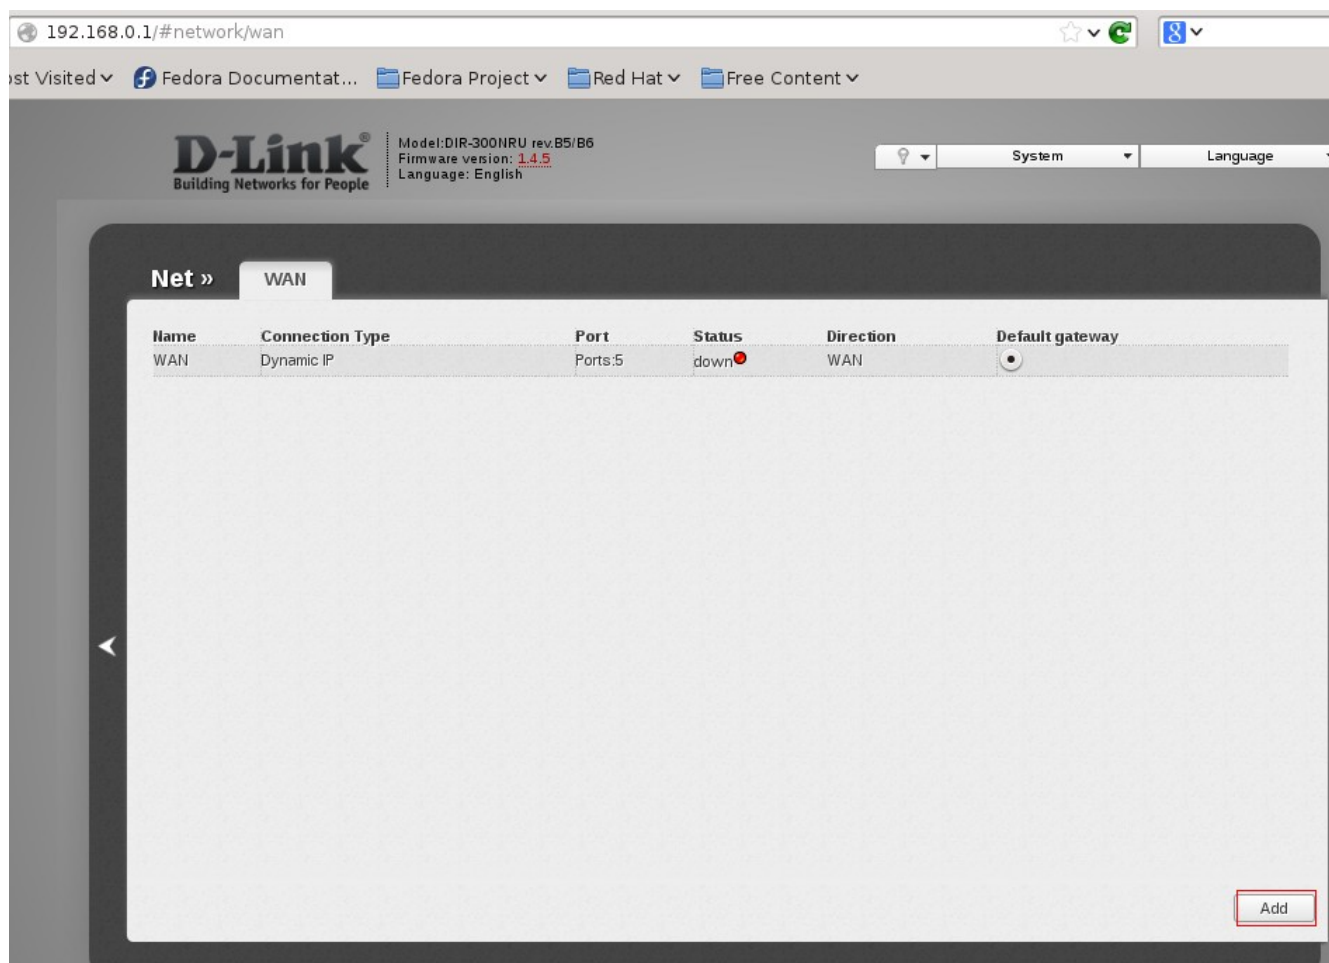 192.168.0.1/#network/wan
ost Visited Fedora Documentat... Fedora Project Red Hat Free Content
D-Link®
Building Networks for People
Model:DIR-300NRU rev.B5/B6
Firmware version: 1.4.5
Language: English
System Language
Net » WAN
Name Connection Type Port Status Direction Default gateway
WAN Dynamic IP Ports:5 down WAN
Add